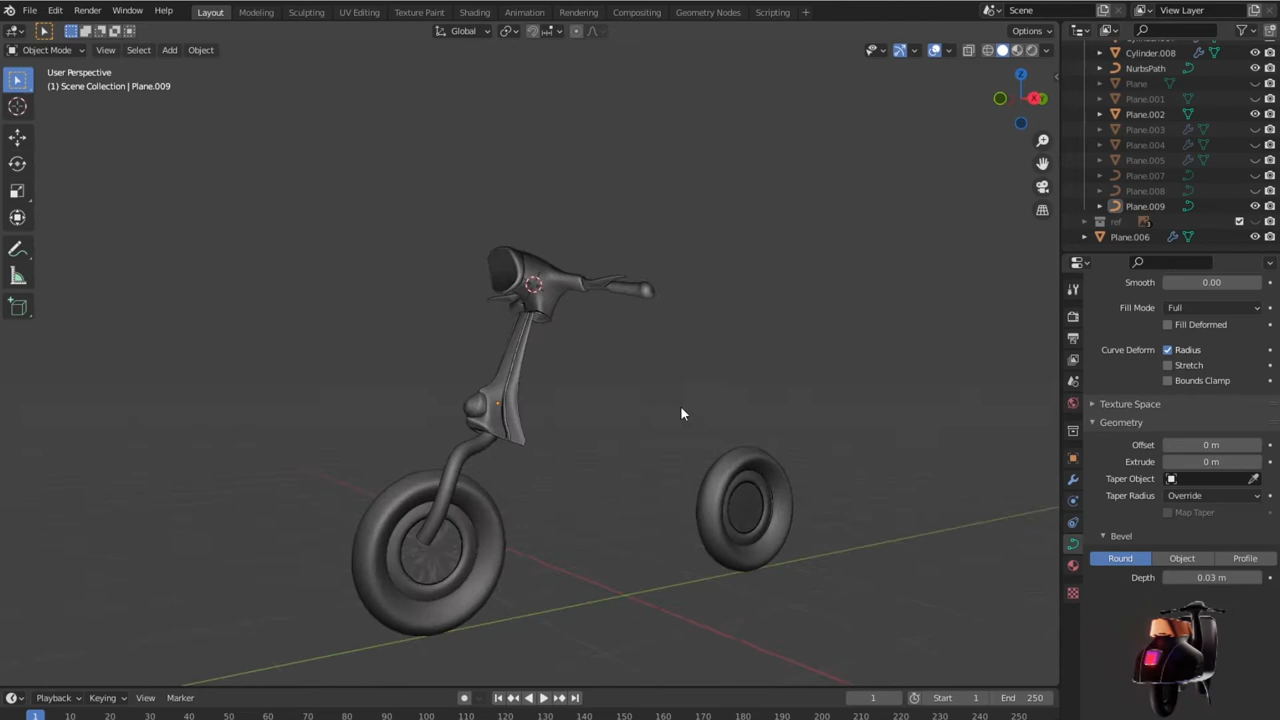 File Edit Render Window Help Layout Modeling Sculpting UV Editing Texture Paint Shading Animation Rendering Compositing Geometry Nodes Scripting + Scene View Layer
Global Options
Object Mode View Select Add Object
User Perspective
(1) Scene Collection | Plane.009
Z
X
Y
Cylinder.008
NurbsPath
Plane
Plane.001
Plane.002
Plane.003
Plane.004
Plane.005
Plane.007
Plane.008
Plane.009
ref
Plane.006
Smooth 0.00
Fill Mode Full
Fill Deformed
Curve Deform Radius
Stretch
Bounds Clamp
Texture Space
Geometry
Offset 0 m
Extrude 0 m
Taper Object
Taper Radius Override
Map Taper
Bevel
Round Object Profile
Depth 0.03 m
Playback Keying View Marker 1 Start 1 End 250
1 10 20 30 40 50 60 70 80 90 100 110 120 130 140 150 160 170 180 190 200 210 220 230 240 250